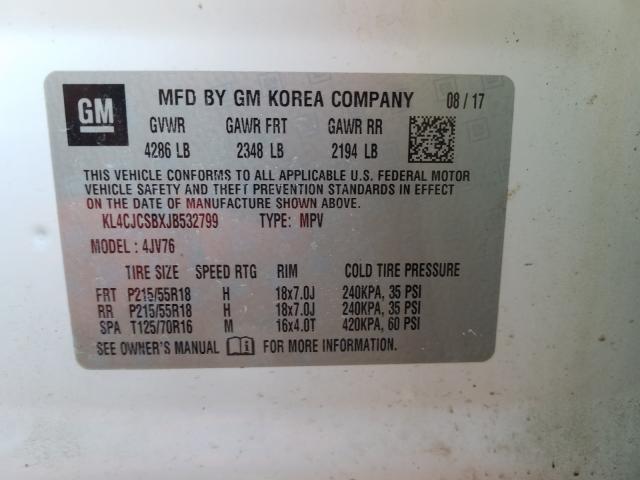 GM
MFD BY GM KOREA COMPANY 08 / 17
GVWR GAWR FRT GAWR RR
4286 LB 2348 LB 2194 LB
THIS VEHICLE CONFORMS TO ALL APPLICABLE U.S. FEDERAL MOTOR
VEHICLE SAFETY AND THEFT PREVENTION STANDARDS IN EFFECT
ON THE DATE OF MANUFACTURE SHOWN ABOVE.
KL4CJCSBXJB532799 TYPE: MPV
MODEL : 4JV76
TIRE SIZE SPEED RTG RIM COLD TIRE PRESSURE
FRT P215/55R18 H 18x7.0J 240KPA, 35 PSI
RR P215/55R18 H 18x7.0J 240KPA, 35 PSI
SPA T125/70R16 M 16x4.0T 420KPA, 60 PSI
SEE OWNER'S MANUAL i FOR MORE INFORMATION.